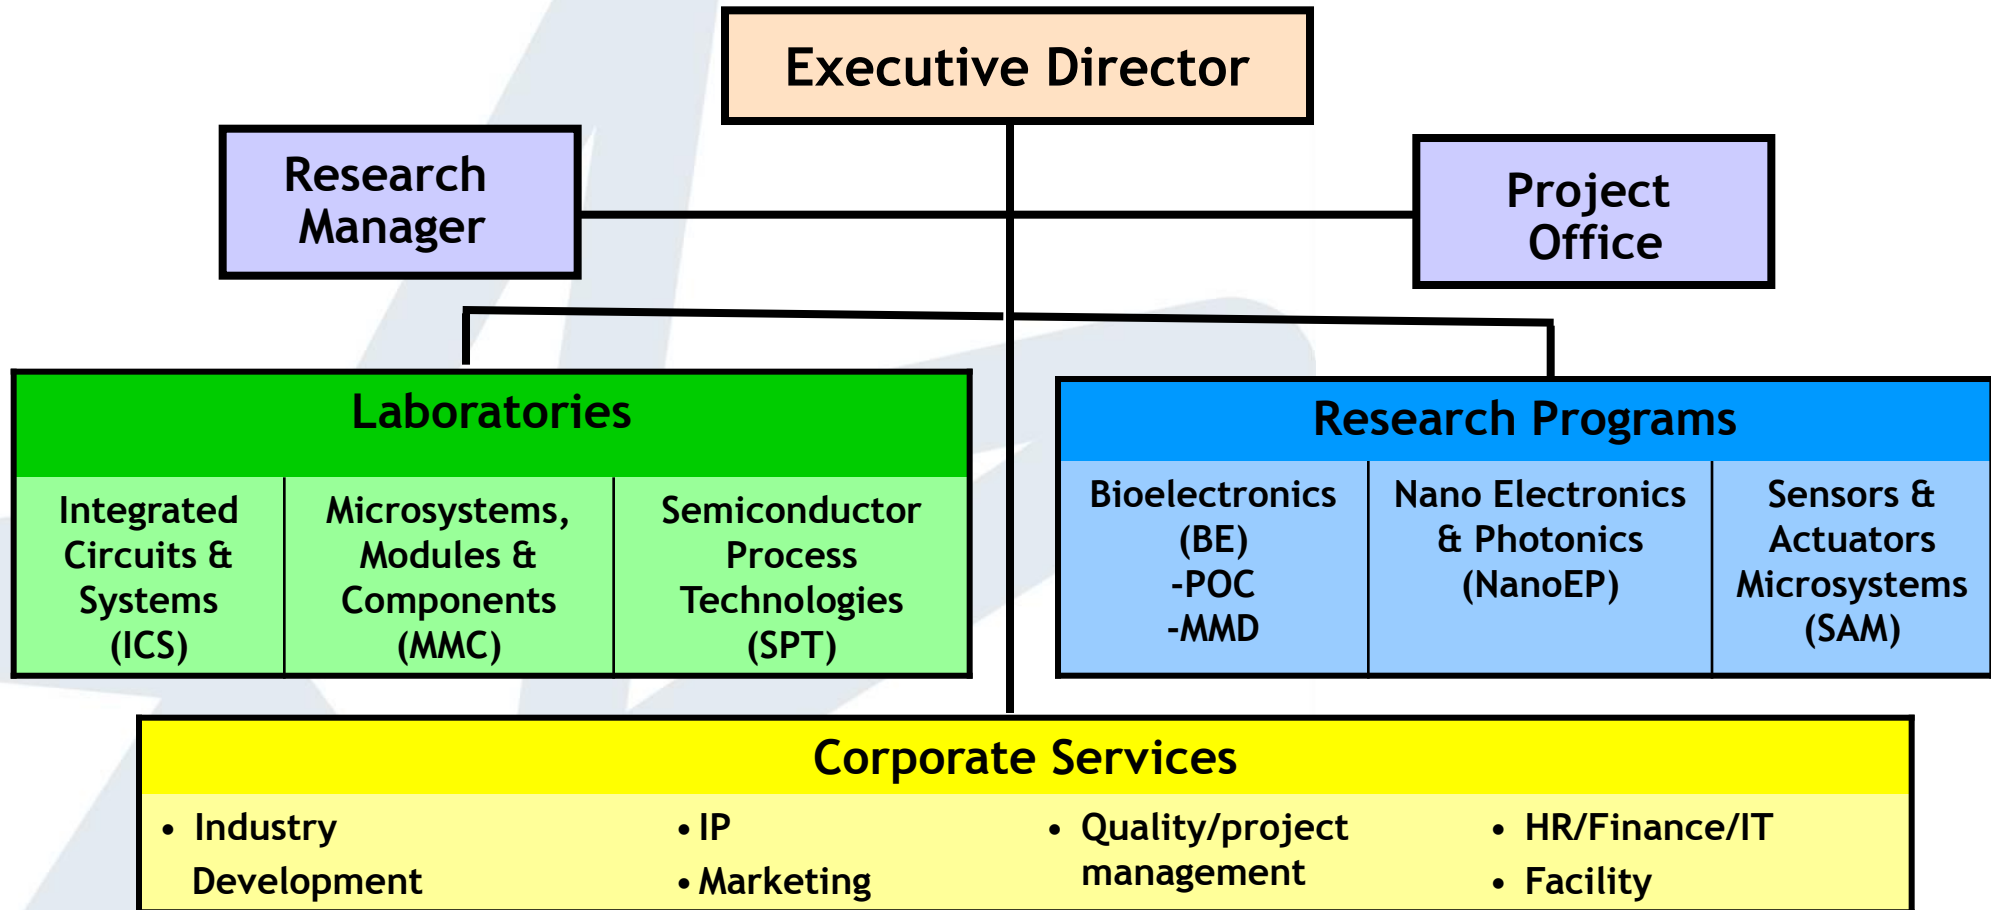 Executive Director
Research
Manager
Project
Office
Laboratories
Integrated
Circuits &
Systems
(ICS)
Microsystems,
Modules &
Components
(MMC)
Semiconductor
Process
Technologies
(SPT)
Research Programs
Bioelectronics
(BE)
-POC
-MMD
Nano Electronics
& Photonics
(NanoEP)
Sensors &
Actuators
Microsystems
(SAM)
Corporate Services
• Industry
Development
• IP
• Marketing
• Quality/project
management
• HR/Finance/IT
• Facility